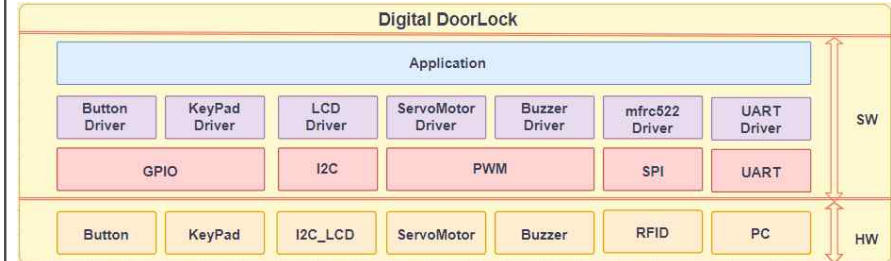 Digital DoorLock
Application
Button
Driver
KeyPad
Driver
LCD
Driver
ServoMotor
Driver
Buzzer
Driver
mfrc522
Driver
UART
Driver
SW
GPIO
I2C
PWM
SPI
UART
Button
KeyPad
I2C_LCD
ServoMotor
Buzzer
RFID
PC
HW